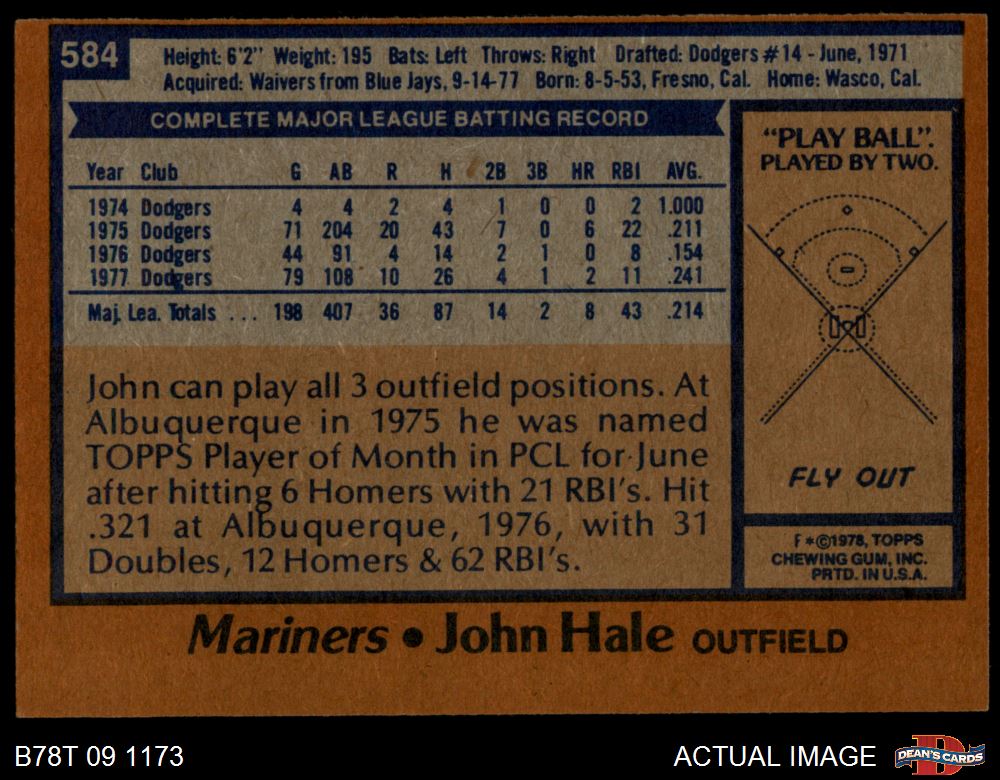 584
Height: 6'2" Weight: 195 Bats: Left Throws: Right Drafted: Dodgers #14 - June, 1971
Acquired: Waivers from Blue Jays, 9-14-77 Born: 8-5-53, Fresno, Cal. Home: Wasco, Cal.
COMPLETE MAJOR LEAGUE BATTING RECORD
Year Club G AB R H 2B 3B HR RBI AVG.
1974 Dodgers 4 4 2 4 1 0 0 2 1.000
1975 Dodgers 71 204 20 43 7 0 6 22 .211
1976 Dodgers 44 91 4 14 2 1 0 8 .154
1977 Dodgers 79 108 10 26 4 1 2 11 .241
Maj. Lea. Totals ... 198 407 36 87 14 2 8 43 .214
John can play all 3 outfield positions. At
Albuquerque in 1975 he was named
TOPPS Player of Month in PCL for June
after hitting 6 Homers with 21 RBI's. Hit
.321 at Albuquerque, 1976, with 31
Doubles, 12 Homers & 62 RBI's.
"PLAY BALL".
PLAYED BY TWO.
FLY OUT
F*©1978, TOPPS
CHEWING GUM, INC.
PRTD. IN U.S.A.
Mariners • John Hale OUTFIELD
B78T 09 1173
ACTUAL IMAGE
DEAN'S CARDS